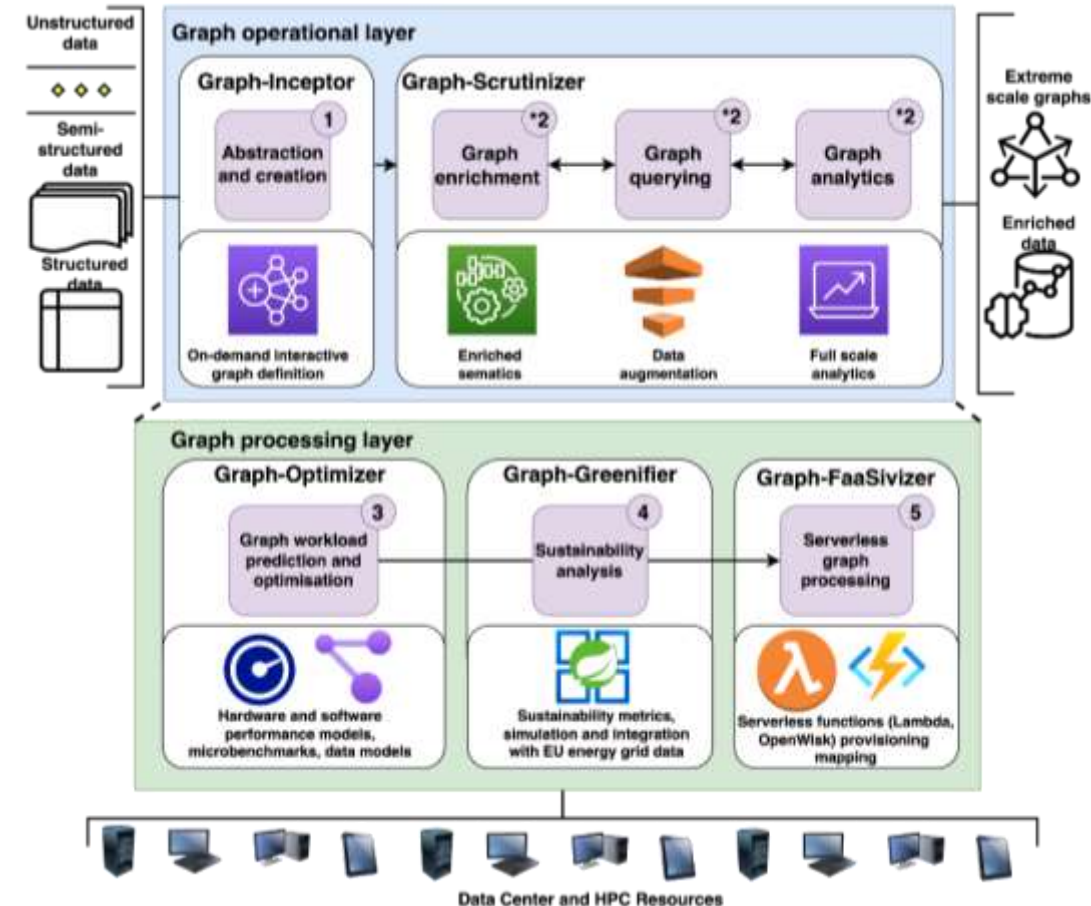 Unstructured
data
Semi-
structured
data
Structured
data
Graph operational layer
Graph-Inceptor
1
Abstraction
and creation
On-demand interactive
graph definition
Graph-Scrutinizer
*2
Graph
enrichment
*2
Graph
querying
*2
Graph
analytics
Enriched
sematics
Data
augmentation
Full scale
analytics
Extreme
scale graphs
Enriched
data
Graph processing layer
Graph-Optimizer
3
Graph workload
prediction and
optimisation
Hardware and software
performance models,
microbenchmarks, data models
Graph-Greenifier
4
Sustainability
analysis
Sustainability metrics,
simulation and integration
with EU energy grid data
Graph-FaaSivizer
5
Serverless
graph
processing
λ
Serverless functions (Lambda,
OpenWisk) provisioning
mapping
Data Center and HPC Resources